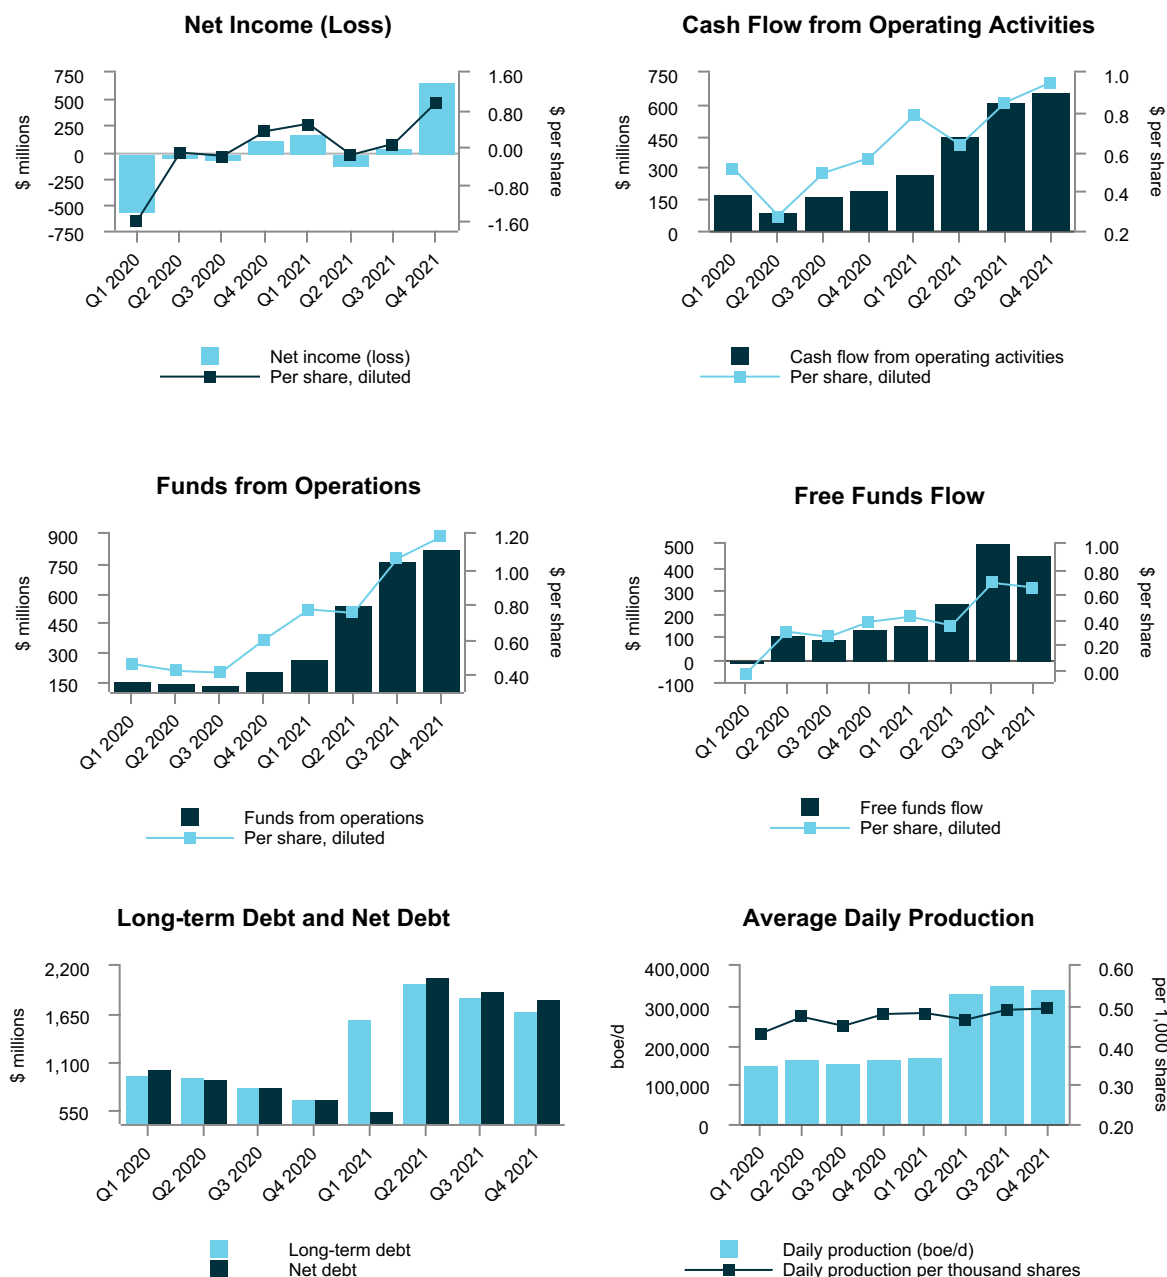 Net Income (Loss)
$ millions
750
500
250
0
-250
-500
-750
1.60
0.80
0.00
-0.80
-1.60
$ per share
Q1 2020
Q2 2020
Q3 2020
Q4 2020
Q1 2021
Q2 2021
Q3 2021
Q4 2021
Net income (loss)
Per share, diluted
Cash Flow from Operating Activities
$ millions
750
600
450
300
150
0
1.0
0.8
0.6
0.4
0.2
$ per share
Q1 2020
Q2 2020
Q3 2020
Q4 2020
Q1 2021
Q2 2021
Q3 2021
Q4 2021
Cash flow from operating activities
Per share, diluted
Funds from Operations
$ millions
900
750
600
450
300
150
1.20
1.00
0.80
0.60
0.40
$ per share
Q1 2020
Q2 2020
Q3 2020
Q4 2020
Q1 2021
Q2 2021
Q3 2021
Q4 2021
Funds from operations
Per share, diluted
Free Funds Flow
$ millions
500
400
300
200
100
0
-100
1.00
0.80
0.60
0.40
0.20
0.00
$ per share
Q1 2020
Q2 2020
Q3 2020
Q4 2020
Q1 2021
Q2 2021
Q3 2021
Q4 2021
Free funds flow
Per share, diluted
Long-term Debt and Net Debt
$ millions
2,200
1,650
1,100
550
Q1 2020
Q2 2020
Q3 2020
Q4 2020
Q1 2021
Q2 2021
Q3 2021
Q4 2021
Long-term debt
Net debt
Average Daily Production
boe/d
400,000
300,000
200,000
100,000
0
0.60
0.50
0.40
0.30
0.20
per 1,000 shares
Q1 2020
Q2 2020
Q3 2020
Q4 2020
Q1 2021
Q2 2021
Q3 2021
Q4 2021
Daily production (boe/d)
Daily production per thousand shares